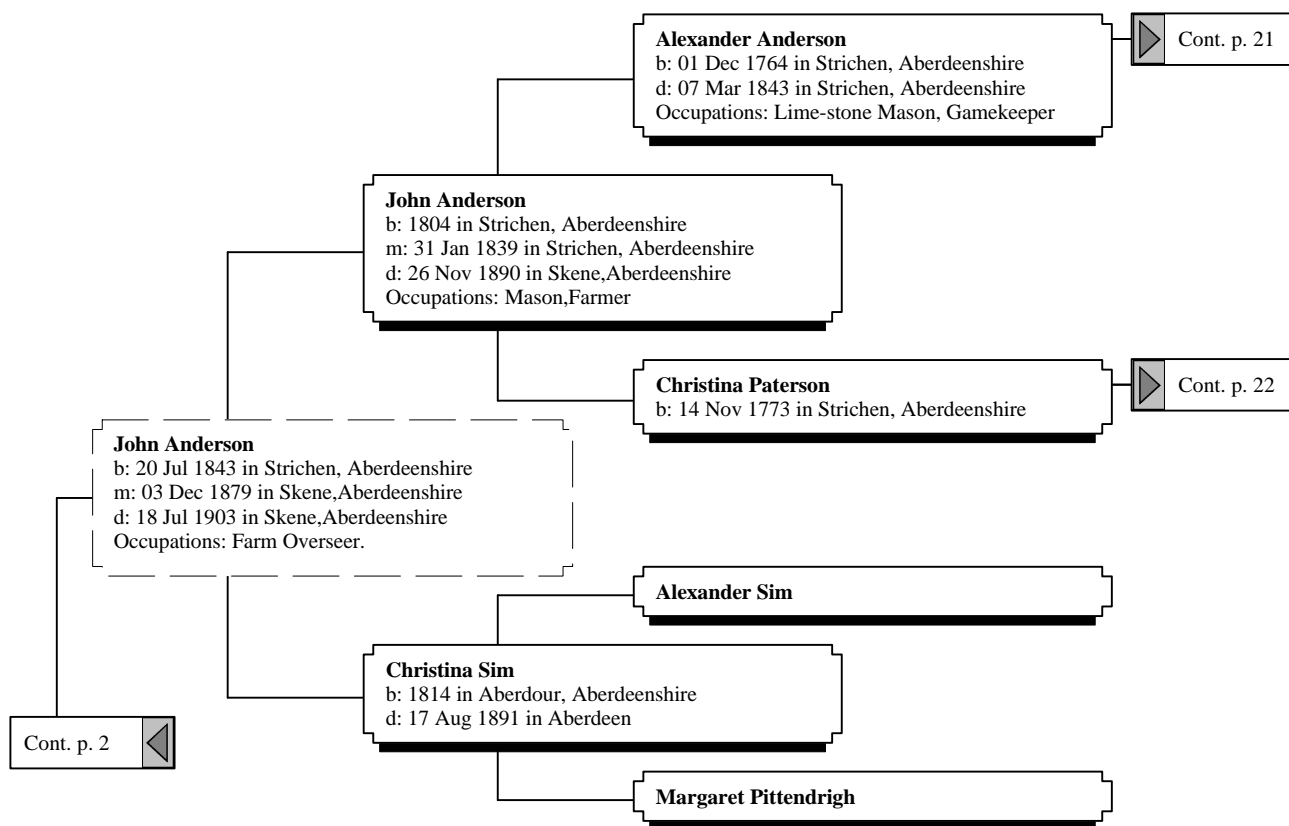 Alexander Anderson
b: 01 Dec 1764 in Strichen, Aberdeenshire
d: 07 Mar 1843 in Strichen, Aberdeenshire
Occupations: Lime-stone Mason, Gamekeeper
Cont. p. 21
John Anderson
b: 1804 in Strichen, Aberdeenshire
m: 31 Jan 1839 in Strichen, Aberdeenshire
d: 26 Nov 1890 in Skene,Aberdeenshire
Occupations: Mason,Farmer
Christina Paterson
b: 14 Nov 1773 in Strichen, Aberdeenshire
Cont. p. 22
John Anderson
b: 20 Jul 1843 in Strichen, Aberdeenshire
m: 03 Dec 1879 in Skene,Aberdeenshire
d: 18 Jul 1903 in Skene,Aberdeenshire
Occupations: Farm Overseer.
Alexander Sim
Christina Sim
b: 1814 in Aberdour, Aberdeenshire
d: 17 Aug 1891 in Aberdeen
Cont. p. 2
Margaret Pittendrigh